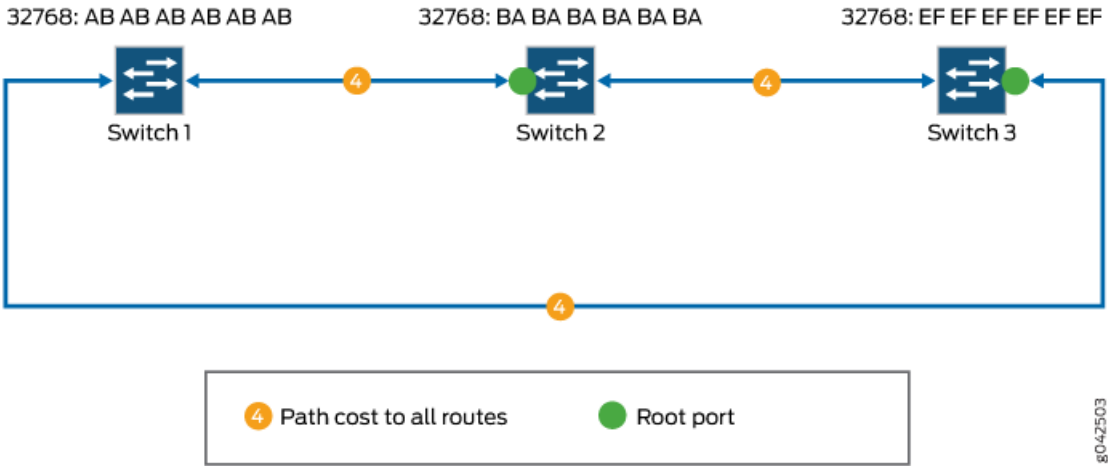 32768: AB AB AB AB AB AB 32768: BA BA BA BA BA BA 32768: EF EF EF EF EF EF
4 4
Switch 1 Switch 2 Switch 3
4
4 Path cost to all routes Root port
g042503